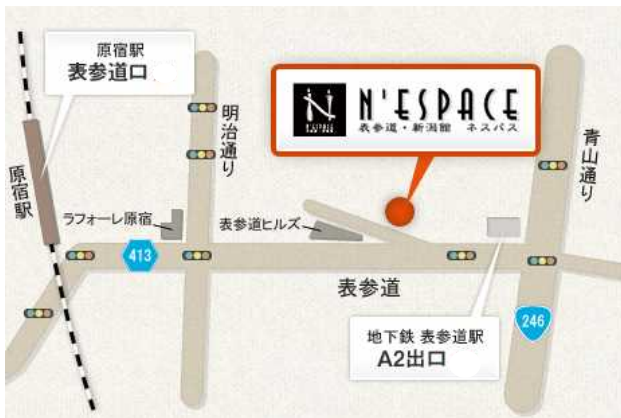 原宿駅
表参道口
明治通り
N'ESPACE
表参道・新潟館 ネスパス
青山通り
原宿駅
ラフォーレ原宿
表参道ヒルズ
413
表参道
246
地下鉄 表参道駅
A2出口